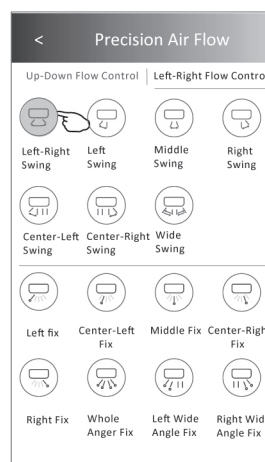 <
Precision Air Flow
Up-Down Flow Control
Left-Right Flow Contro
Left-Right
Swing
Left
Swing
Middle
Swing
Right
Swing
Center-Left
Swing
Center-Right
Swing
Wide
Swing
Left fix
Center-Left
Fix
Middle Fix
Center-Righ
Fix
Right Fix
Whole
Anger Fix
Left Wide
Angle Fix
Right Wid
Angle Fix